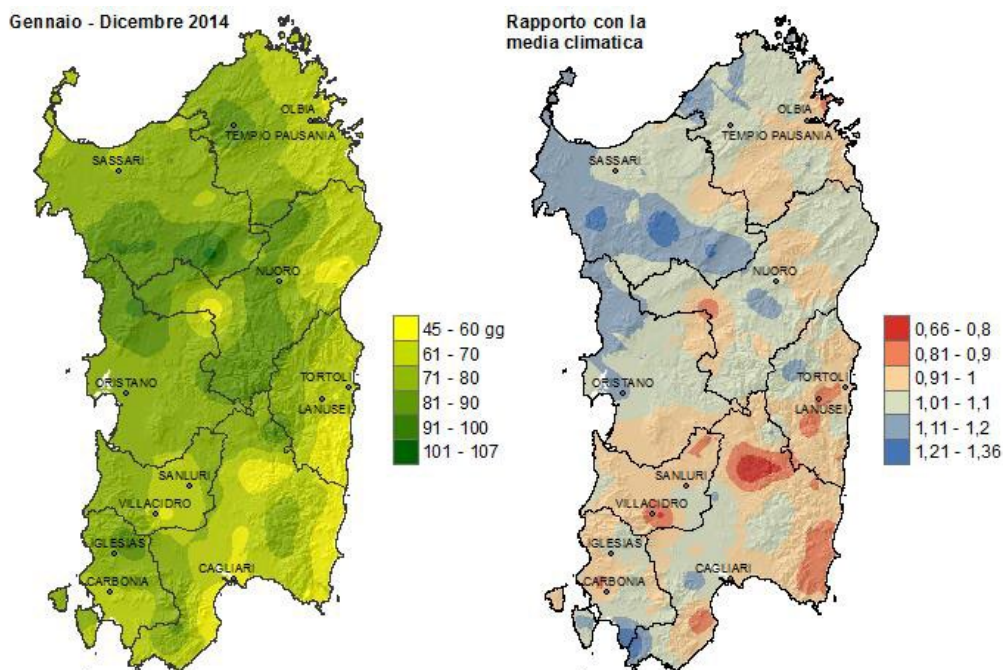 Gennaio - Dicembre 2014
OLBIA
TEMPIO PAUSANIA
SASSARI
NUORO
ORISTANO
TORTOLI
LANUSEI
SANLURI
VILLACIDRO
IGLESIAS
CARBONIA
CAGLIARI
45 - 60 gg
61 - 70
71 - 80
81 - 90
91 - 100
101 - 107
Rapporto con la
media climatica
OLBIA
TEMPIO PAUSANIA
SASSARI
NUORO
ORISTANO
TORTOLI
LANUSEI
SANLURI
VILLACIDRO
IGLESIAS
CARBONIA
CAGLIARI
0,66 - 0,8
0,81 - 0,9
0,91 - 1
1,01 - 1,1
1,11 - 1,2
1,21 - 1,36